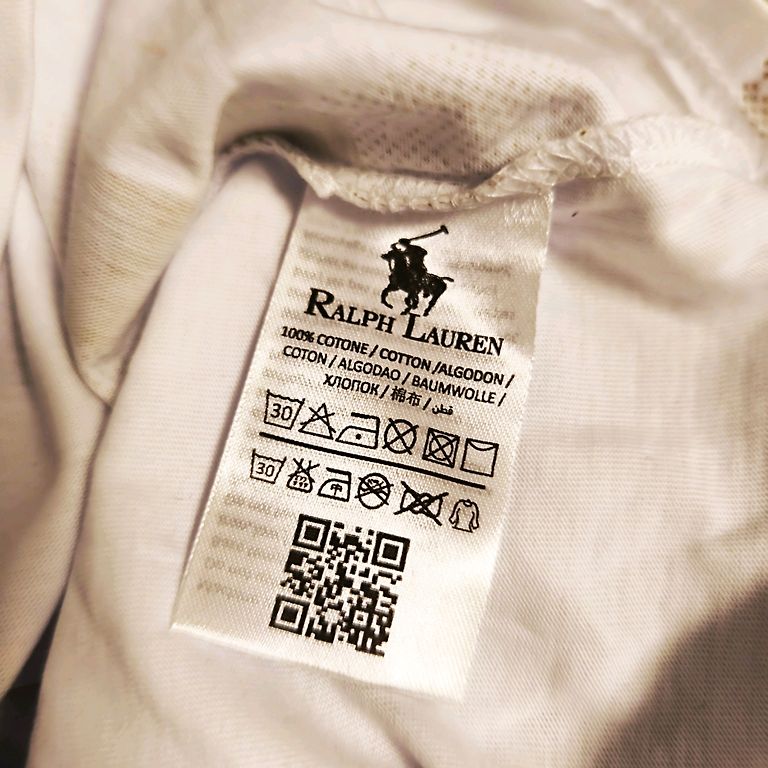 RALPH LAUREN
100% COTONE / COTTON /ALGODON /
COTON / ALGODAO / BAUMWOLLE /
ХЛОПОК / 棉布 / قطن
30
30